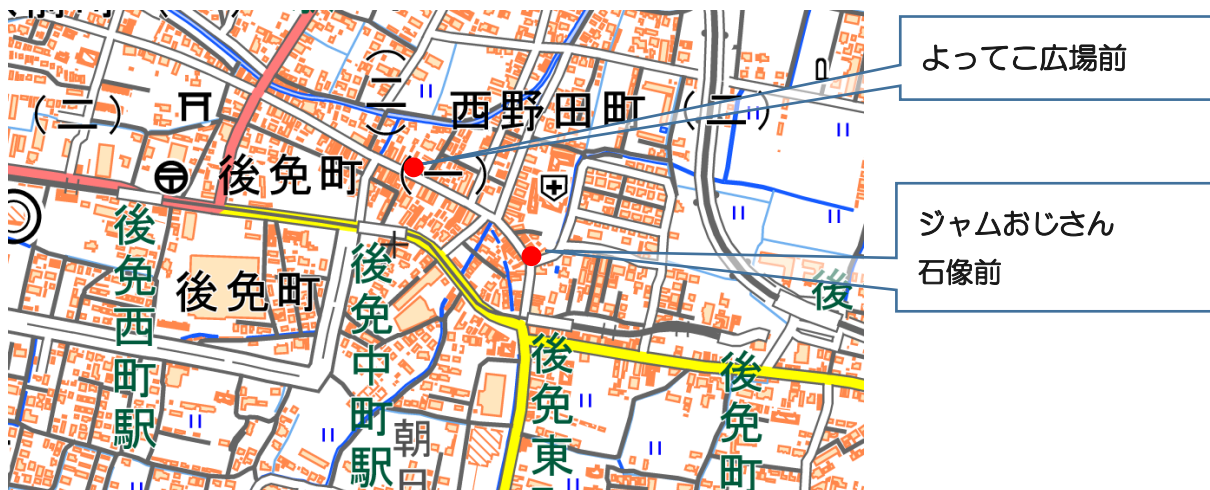 よってこ広場前
ジャムおじさん
石像前
(二)
(二)
西野田町(二)
後免町(一)
後免町
後免西町駅
後免中町駅
後免東
後免町
後
朝日